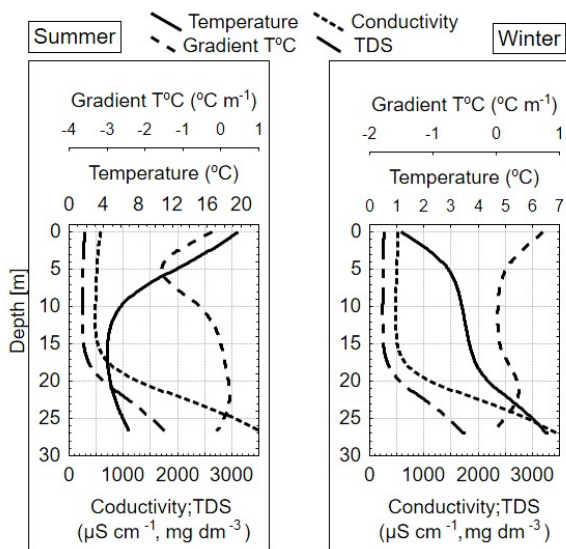 Temperature Conductivity
Summer Gradient TºC TDS Winter
Gradient TºC (ºC m-1) Gradient TºC (ºC m-1)
-4 -3 -2 -1 0 1 -2 -1 0 1
Temperature (ºC) Temperature (ºC)
0 4 8 12 16 20 0 1 2 3 4 5 6 7
0 0
5 5
10 10
15 15
20 20
25 25
30 30
Depth [m]
0 1000 2000 3000 0 1000 2000 3000
Coductivity;TDS Conductivity;TDS
(µS cm-1, mg dm-3) (µS cm-1,mg dm-3)